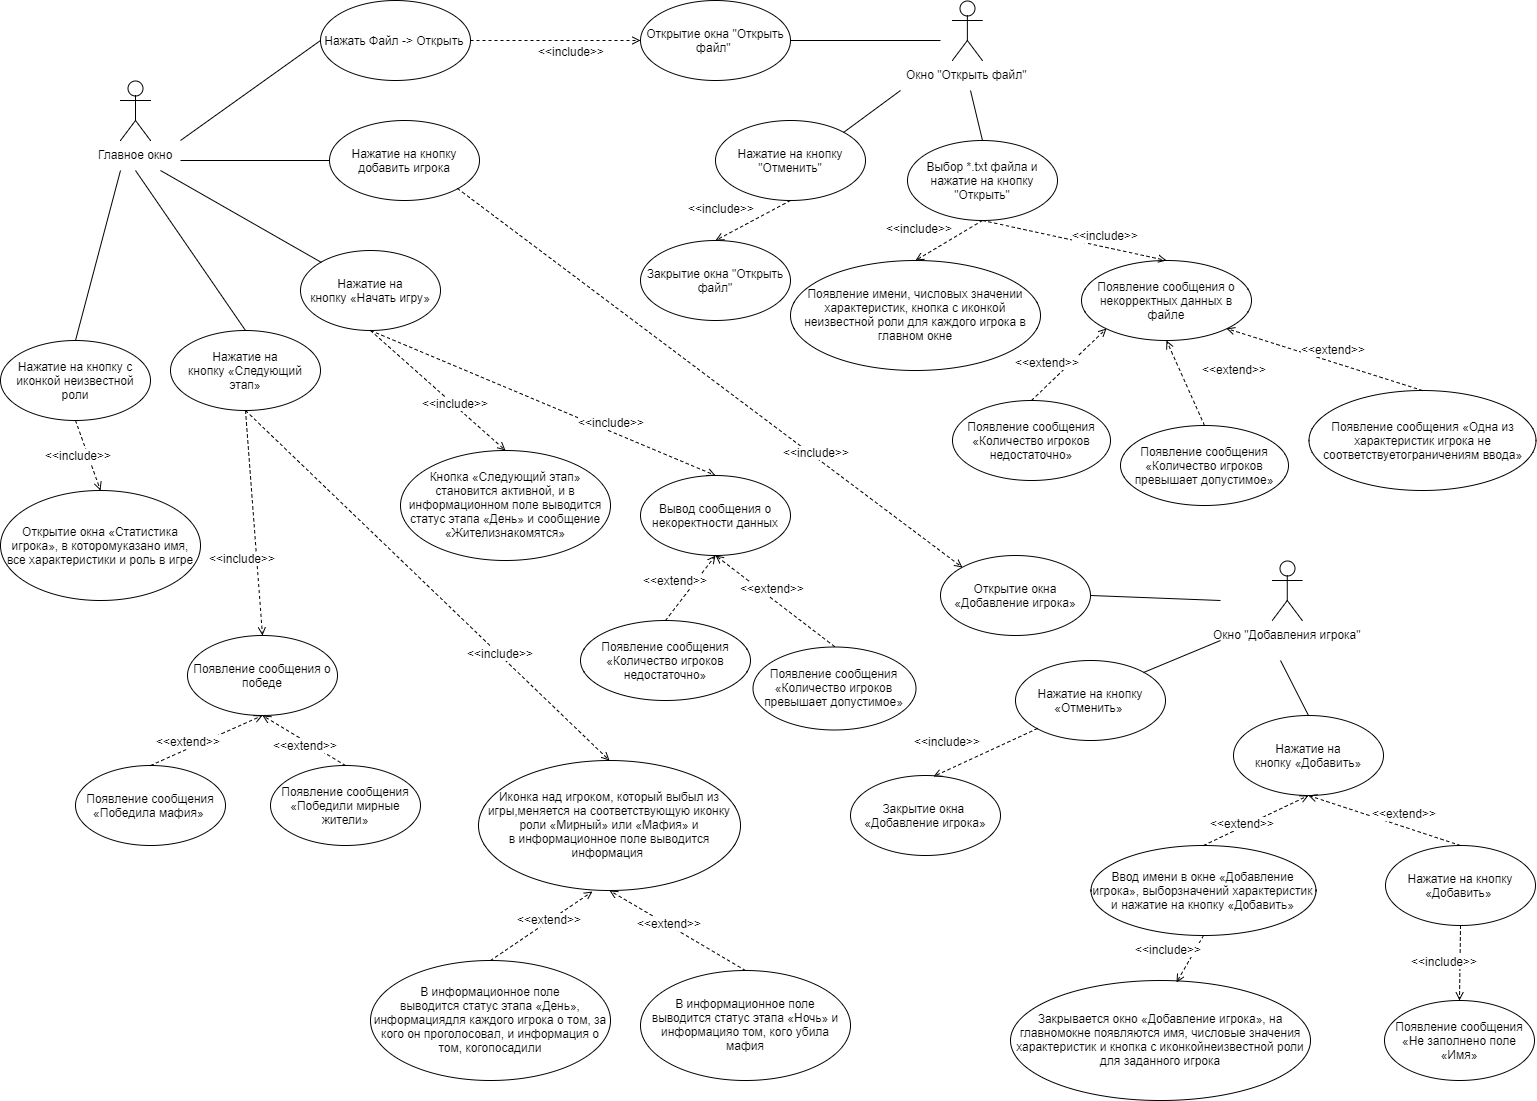 Нажать Файл -> Открыть
<<include>>
Открытие окна "Открыть
файл"
Окно "Открыть файл"
Главное окно
Нажатие на кнопку
добавить игрока
Нажатие на кнопку
"Отменить"
Выбор *.txt файла и
нажатие на кнопку
"Открыть"
<<include>>
<<include>>
<<include>>
Закрытие окна "Открыть
файл"
Появление имени, числовых значении
характеристик, кнопка с иконкой
неизвестной роли для каждого игрока в
главном окне
Появление сообщения о
некорректных данных в
файле
Нажатие на
кнопку «Начать игру»
<<extend>>
<<extend>>
<<extend>>
Нажатие на кнопку с
иконкой неизвестной
роли
Нажатие на
кнопку «Следующий
этап»
<<include>>
<<include>>
<<include>>
<<include>>
Появление сообщения
«Количество игроков
недостаточно»
Появление сообщения
«Количество игроков
превышает допустимое»
Появление сообщения «Одна из
характеристик игрока не
соответствуетограничениям ввода»
Открытие окна «Статистика
игрока», в которомуказано имя,
все характеристики и роль в игре
Кнопка «Следующий этап»
становится активной, и в
информационном поле выводится
статус этапа «День» и сообщение
«Жителизнакомятся»
Вывод сообщения о
некоректности данных
<<include>>
<<extend>>
<<extend>>
Открытие окна
«Добавление игрока»
Окно "Добавления игрока"
Появление сообщения о
победе
<<include>>
Появление сообщения
«Количество игроков
недостаточно»
Появление сообщения
«Количество игроков
превышает допустимое»
Нажатие на кнопку
«Отменить»
Нажатие на
кнопку «Добавить»
<<extend>>
<<extend>>
<<include>>
Появление сообщения
«Победила мафия»
Появление сообщения
«Победили мирные
жители»
Иконка над игроком, который выбыл из
игры,меняется на соответствующую иконку
роли «Мирный» или «Мафия» и
в информационное поле выводится
информация
Закрытие окна
«Добавление игрока»
<<extend>>
<<extend>>
Ввод имени в окне «Добавление
игрока», выборзначений характеристик
и нажатие на кнопку «Добавить»
Нажатие на кнопку
«Добавить»
<<extend>>
<<extend>>
<<include>>
<<include>>
В информационное поле
выводится статус этапа «День»,
информациядля каждого игрока о том, за
кого он проголосовал, и информация о
том, когопосадили
В информационное поле
выводится статус этапа «Ночь» и
информацияо том, кого убила
мафия
Закрывается окно «Добавление игрока», на
главномокне появляются имя, числовые значения
характеристик и кнопка с иконкойнеизвестной роли
для заданного игрока
Появление сообщения
«Не заполнено поле
«Имя»